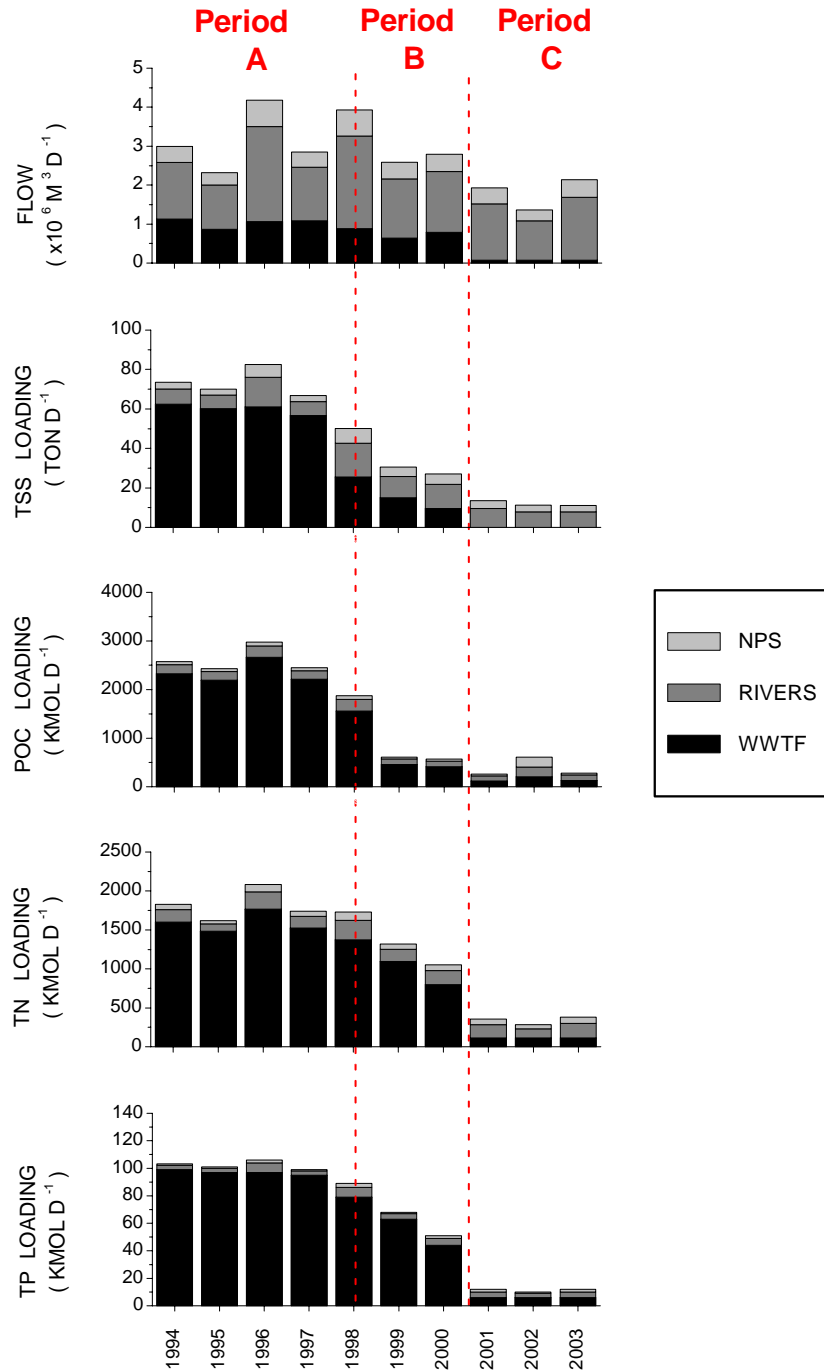 Period A
Period B
Period C
FLOW
( x10 ⁶ M ³ D ⁻¹ )
5
4
3
2
1
0
TSS LOADING
( TON D ⁻¹ )
100
80
60
40
20
0
POC LOADING
( KMOL D ⁻¹ )
4000
3000
2000
1000
0
TN LOADING
( KMOL D ⁻¹ )
2500
2000
1500
1000
500
0
TP LOADING
( KMOL D ⁻¹ )
140
120
100
80
60
40
20
0
1994
1995
1996
1997
1998
1999
2000
2001
2002
2003
NPS
RIVERS
WWTF